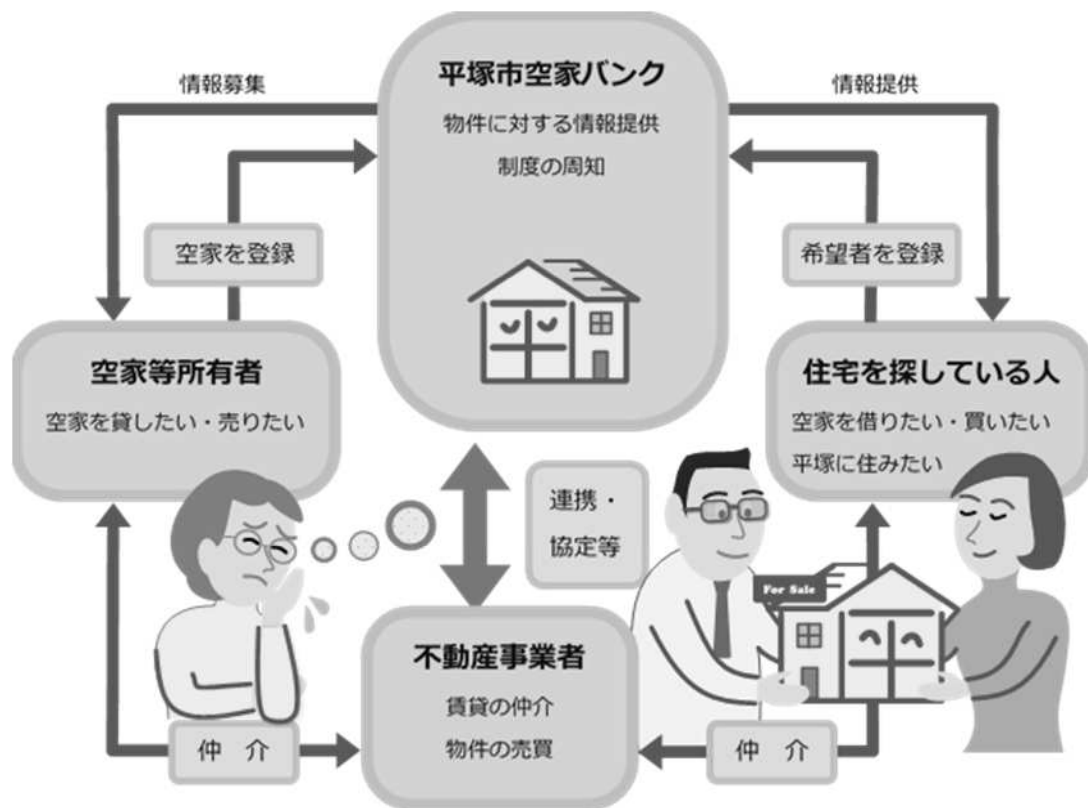 平塚市空家バンク
物件に対する情報提供
制度の周知
情報募集
情報提供
空家を登録
希望者を登録
空家等所有者
空家を貸したい・売りたい
住宅を探している人
空家を借りたい・買いたい
平塚に住みたい
連携・
協定等
For Sale
不動産事業者
賃貸の仲介
物件の売買
仲　介
仲　介